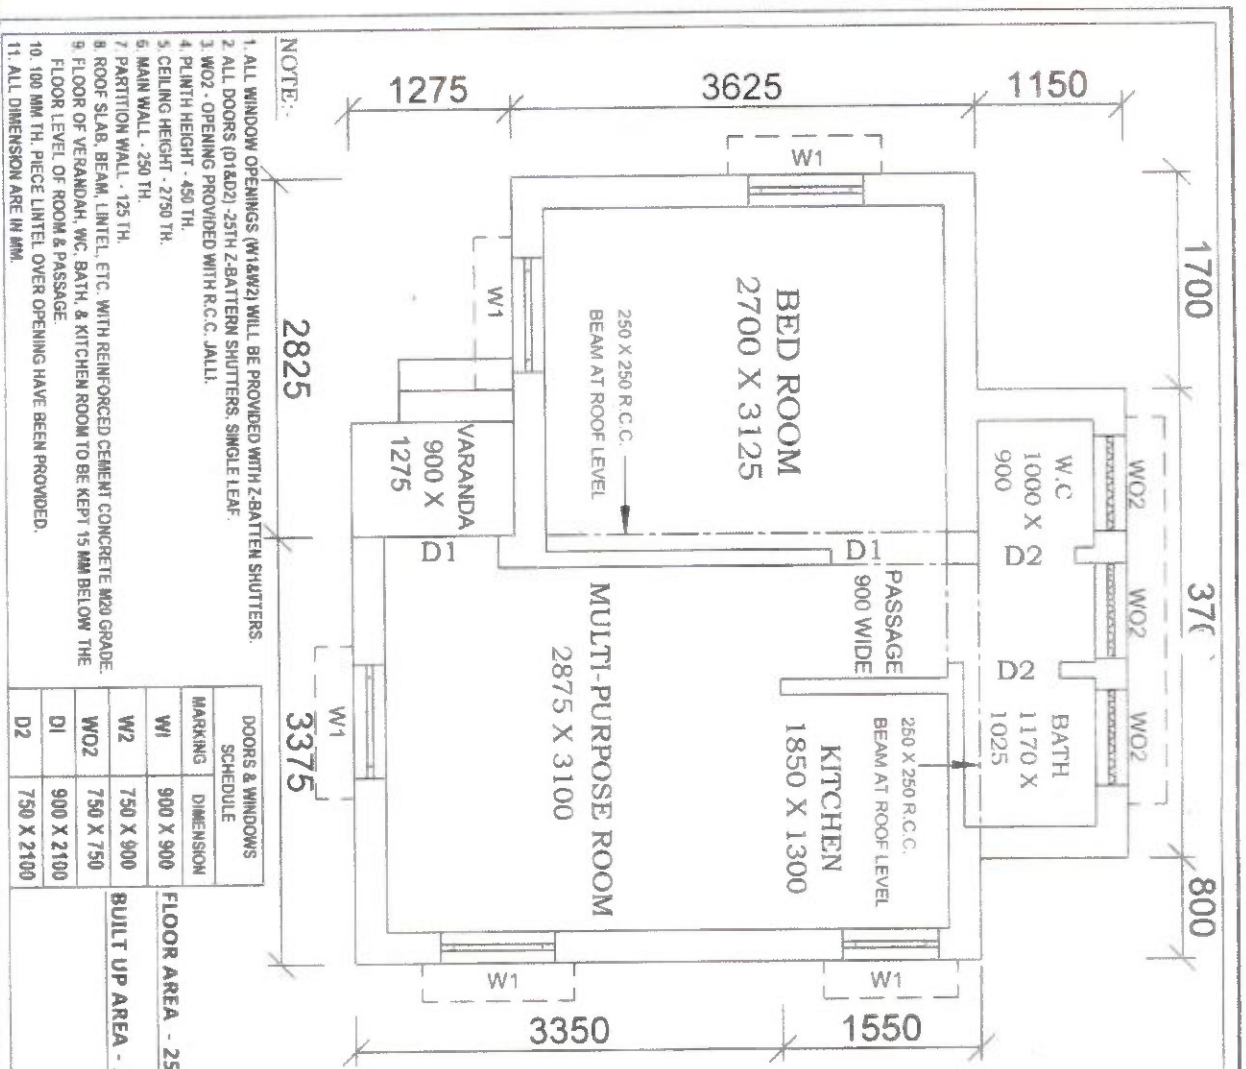 1700
800
1150
WO2
WO2
WO2
W.C
1000 X
900
D2
D2
BATH
1170 X
1025
3625
W1
BED ROOM
2700 X 3125
250 X 250 R.C.C.
BEAM AT ROOF LEVEL
D1
PASSAGE
900 WIDE
250 X 250 R.C.C.
BEAM AT ROOF LEVEL
KITCHEN
1850 X 1300
W1
1550
MULTI-PURPOSE ROOM
2875 X 3100
W1
VARANDA
900 X
1275
D1
W1
3350
1275
W1
2825
3375
NOTE:-
1. ALL WINDOW OPENINGS (W1&W2) WILL BE PROVIDED WITH Z-BATTEN SHUTTERS.
2. ALL DOORS (D1&D2) -25TH Z-BATTERN SHUTTERS, SINGLE LEAF.
3. WO2 - OPENING PROVIDED WITH R.C.C. JALLI.
4. PLINTH HEIGHT - 450 TH.
5. CEILING HEIGHT - 2750 TH.
6. MAIN WALL - 250 TH.
7. PARTITION WALL - 125 TH.
8. ROOF SLAB, BEAM, LINTEL, ETC. WITH REINFORCED CEMENT CONCRETE M20 GRADE.
9. FLOOR OF VERANDAH, WC, BATH, & KITCHEN ROOM TO BE KEPT 15 MM BELOW THE
FLOOR LEVEL OF ROOM & PASSAGE.
10. 100 MM TH. PIECE LINTEL OVER OPENING HAVE BEEN PROVIDED.
11. ALL DIMENSION ARE IN MM.
DOORS & WINDOWS
SCHEDULE
MARKING DIMENSION
WI 900 X 900
W2 750 X 900
WO2 750 X 750
DI 900 X 2100
D2 750 X 2100
FLOOR AREA - 25
BUILT UP AREA -